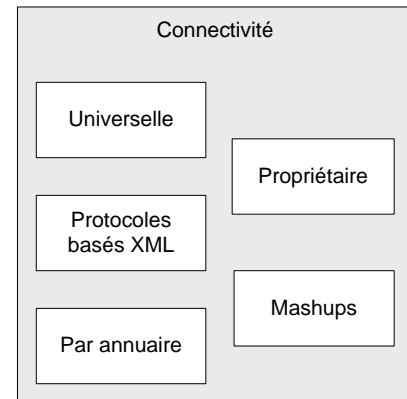 Connectivité
Universelle
Propriétaire
Protocoles
basés XML
Mashups
Par annuaire